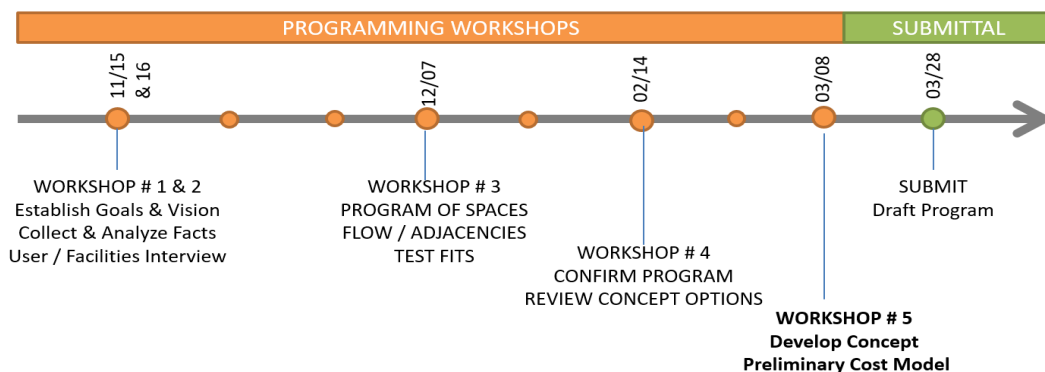 PROGRAMMING WORKSHOPS
SUBMITTAL
11/15
& 16
12/07
02/14
03/08
03/28
WORKSHOP # 1 & 2
Establish Goals & Vision
Collect & Analyze Facts
User / Facilities Interview
WORKSHOP # 3
PROGRAM OF SPACES
FLOW / ADJACENCIES
TEST FITS
WORKSHOP # 4
CONFIRM PROGRAM
REVIEW CONCEPT OPTIONS
WORKSHOP # 5
Develop Concept
Preliminary Cost Model
SUBMIT
Draft Program